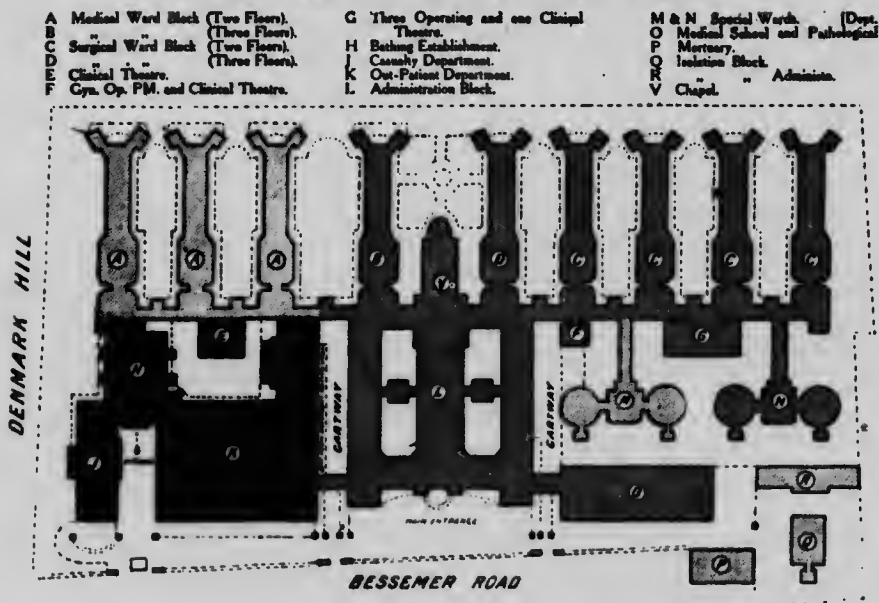 A Medical Ward Block (Two Floors).
B „ „ (Three Floors).
C Surgical Ward Block (Two Floors).
D „ „ (Three Floors).
E Clinical Theatre.
F Gyn. Op. PM. and Clinical Theatre.
G Three Operating and one Clinical
Theatre.
H Bathing Establishment.
J Casualty Department.
K Out-Patient Department.
L Administration Block.
M & N Special Wards. [Dept.
O Medical School and Pathological
P Mortuary.
Q Isolation Block.
R „ „ Administn.
V Chapel.
DENMARK HILL
A
A
A
V
E
F
G
H
L
K
N
N
CARTWAY
CARTWAY
MAIN ENTRANCE
P
BESSEMER ROAD